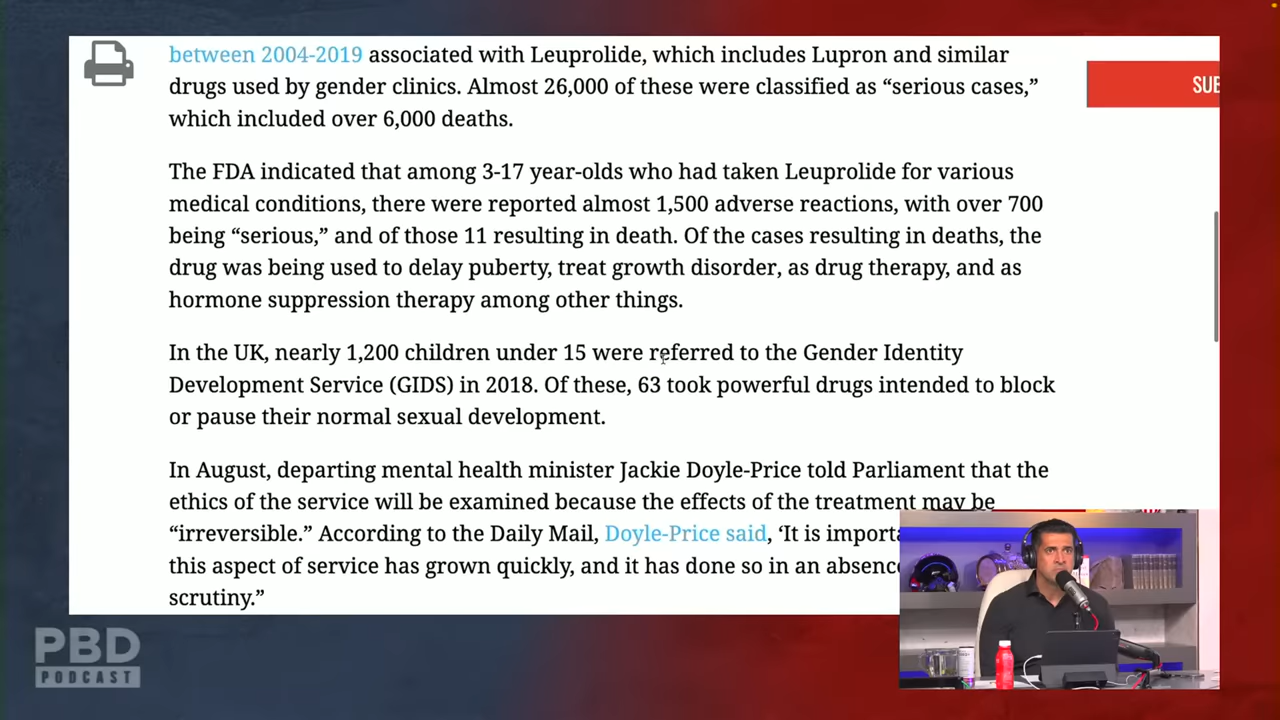 between 2004-2019 associated with Leuprolide, which includes Lupron and similar
drugs used by gender clinics. Almost 26,000 of these were classified as “serious cases,”
which included over 6,000 deaths.
SUB
The FDA indicated that among 3-17 year-olds who had taken Leuprolide for various
medical conditions, there were reported almost 1,500 adverse reactions, with over 700
being “serious,” and of those 11 resulting in death. Of the cases resulting in deaths, the
drug was being used to delay puberty, treat growth disorder, as drug therapy, and as
hormone suppression therapy among other things.
In the UK, nearly 1,200 children under 15 were referred to the Gender Identity
Development Service (GIDS) in 2018. Of these, 63 took powerful drugs intended to block
or pause their normal sexual development.
In August, departing mental health minister Jackie Doyle-Price told Parliament that the
ethics of the service will be examined because the effects of the treatment may be
“irreversible.” According to the Daily Mail, Doyle-Price said, ‘It is importa
this aspect of service has grown quickly, and it has done so in an absence
scrutiny.”
PBD
PODCAST